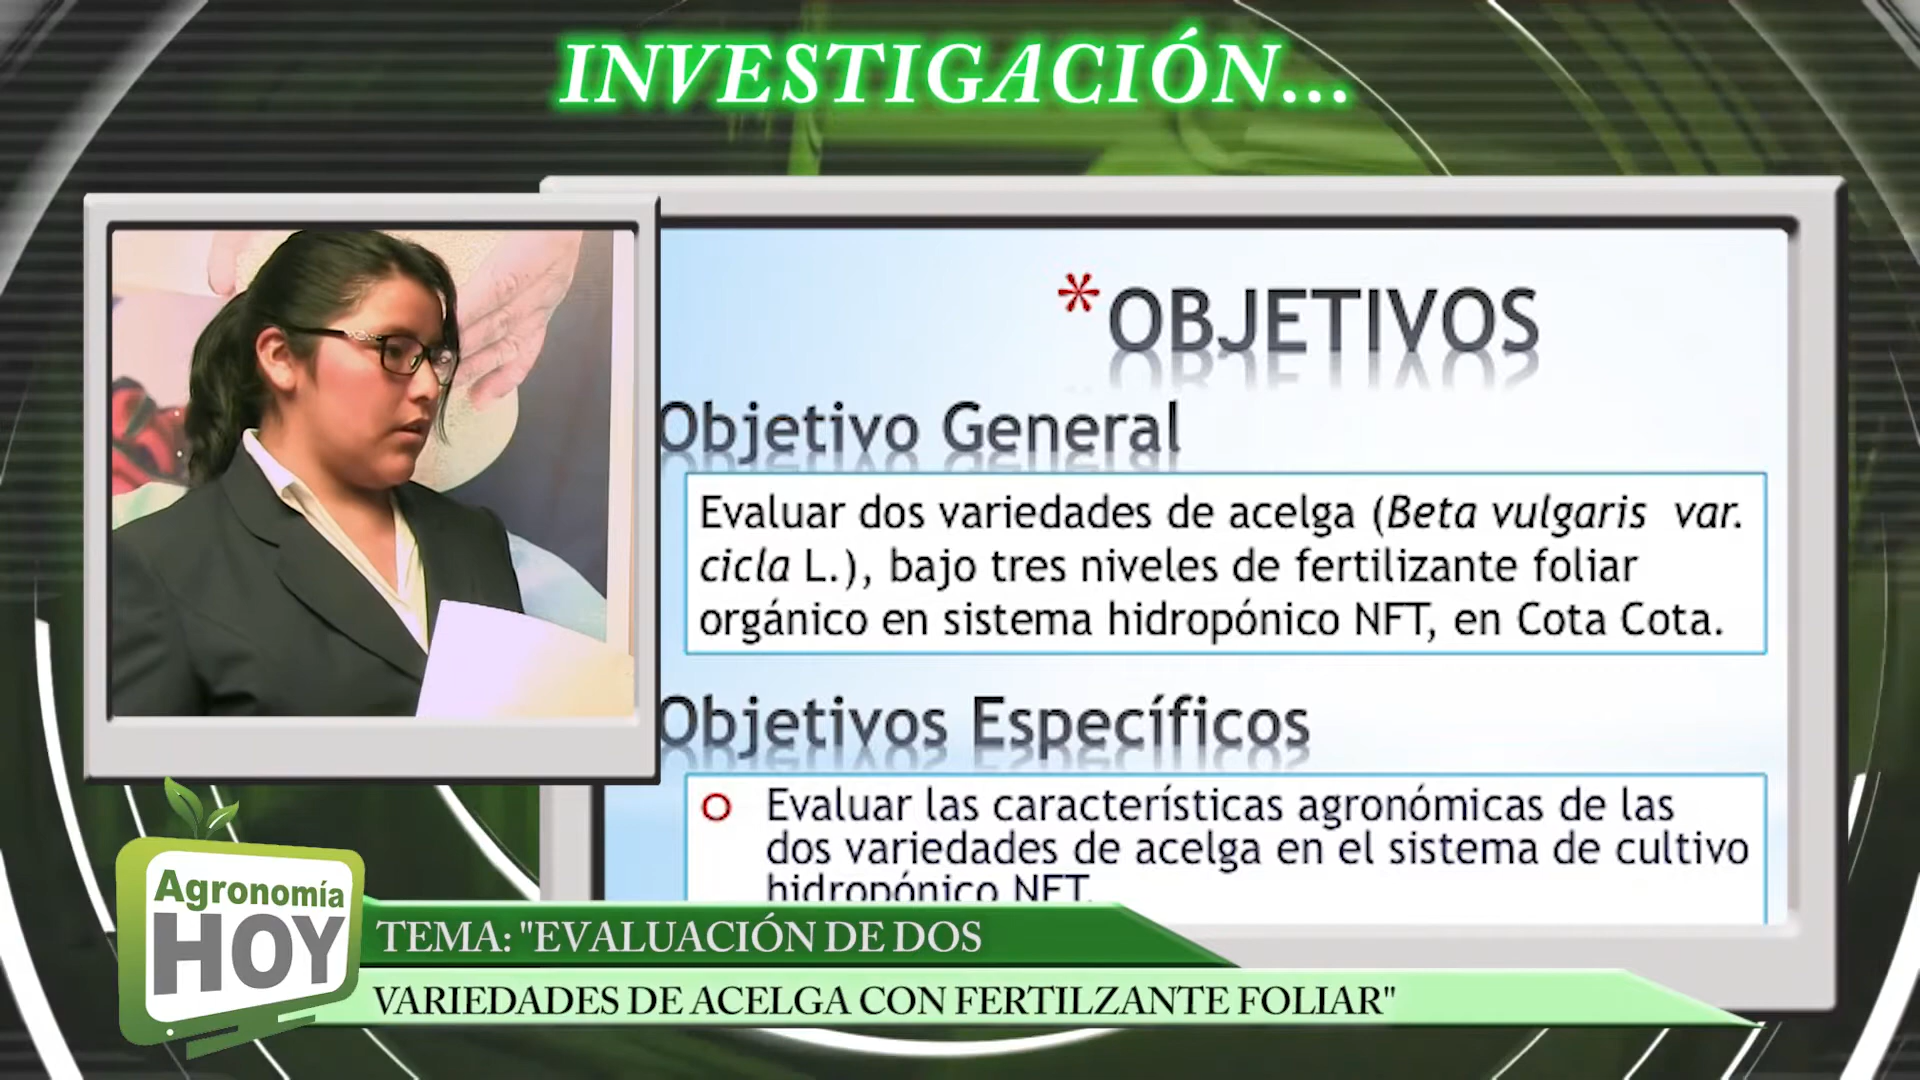 INVESTIGACIÓN...
*OBJETIVOS
Objetivo General
Evaluar dos variedades de acelga (Beta vulgaris var.
cicla L.), bajo tres niveles de fertilizante foliar
orgánico en sistema hidropónico NFT, en Cota Cota.
Objetivos Específicos
Evaluar las características agronómicas de las
dos variedades de acelga en el sistema de cultivo
hidropónico NFT.
Agronomía
HOY
TEMA: "EVALUACIÓN DE DOS
VARIEDADES DE ACELGA CON FERTILZANTE FOLIAR"